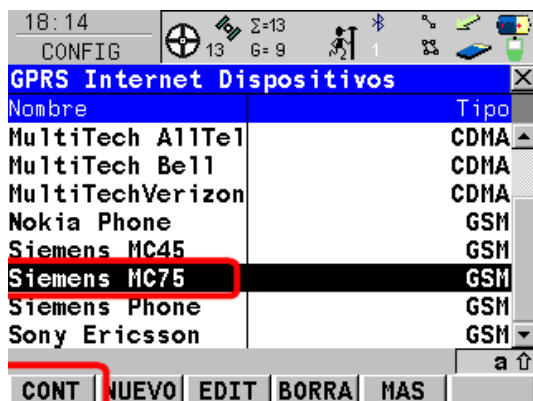 18:14
CONFIG
13
Σ=13
G= 9
1
GPRS Internet Dispositivos
Nombre Tipo
MultiTech AllTel CDMA
MultiTech Bell CDMA
MultiTechVerizon CDMA
Nokia Phone GSM
Siemens MC45 GSM
Siemens MC75 GSM
Siemens Phone GSM
Sony Ericsson GSM
a
CONT NUEVO EDIT BORRA MAS